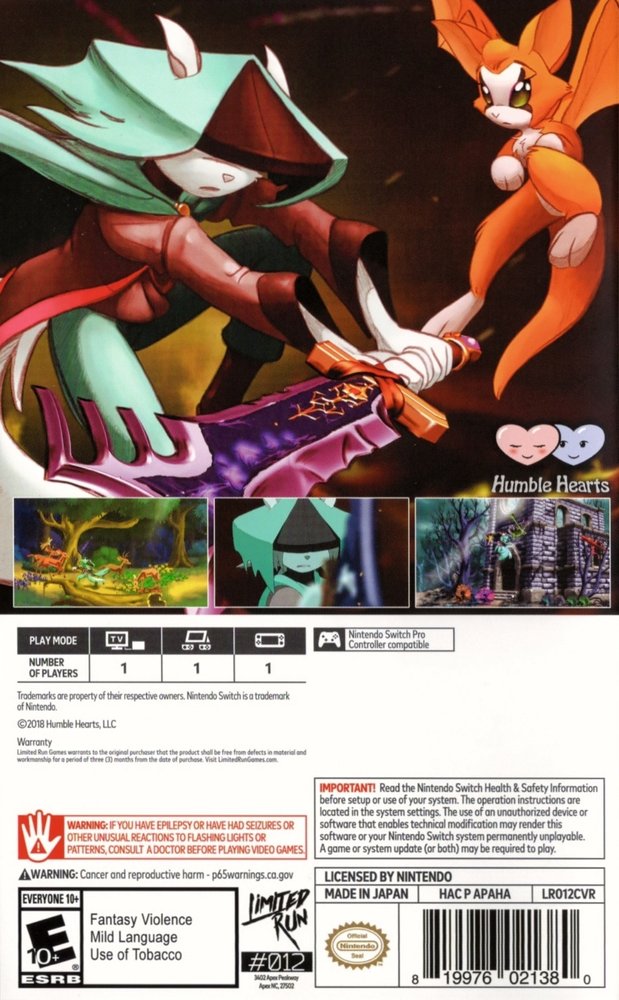 Humble Hearts
PLAY MODE
TV
NUMBER
OF PLAYERS
1
1
1
Nintendo Switch Pro
Controller compatible
Trademarks are property of their respective owners. Nintendo Switch is a trademark
of Nintendo.
©2018 Humble Hearts, LLC
Warranty
Limited Run Games warrants to the original purchaser that the product shall be free from defects in material and
workmanship for a period of three (3) months from the date of purchase. Visit LimitedRunGames.com.
WARNING: IF YOU HAVE EPILEPSY OR HAVE HAD SEIZURES OR
OTHER UNUSUAL REACTIONS TO FLASHING LIGHTS OR
PATTERNS, CONSULT A DOCTOR BEFORE PLAYING VIDEO GAMES.
WARNING: Cancer and reproductive harm - p65warnings.ca.gov
IMPORTANT! Read the Nintendo Switch Health & Safety Information
before setup or use of your system. The operation instructions are
located in the system settings. The use of an unauthorized device or
software that enables technical modification may render this
software or your Nintendo Switch system permanently unplayable.
A game or system update (or both) may be required to play.
EVERYONE 10+
E
10+
ESRB
Fantasy Violence
Mild Language
Use of Tobacco
LIMITED
RUN
#012
3402 Apex Peakway
Apex NC, 27502
LICENSED BY NINTENDO
MADE IN JAPAN
HAC P APAHA
LR012CVR
Official
Nintendo
Seal
8 19976 02138 0